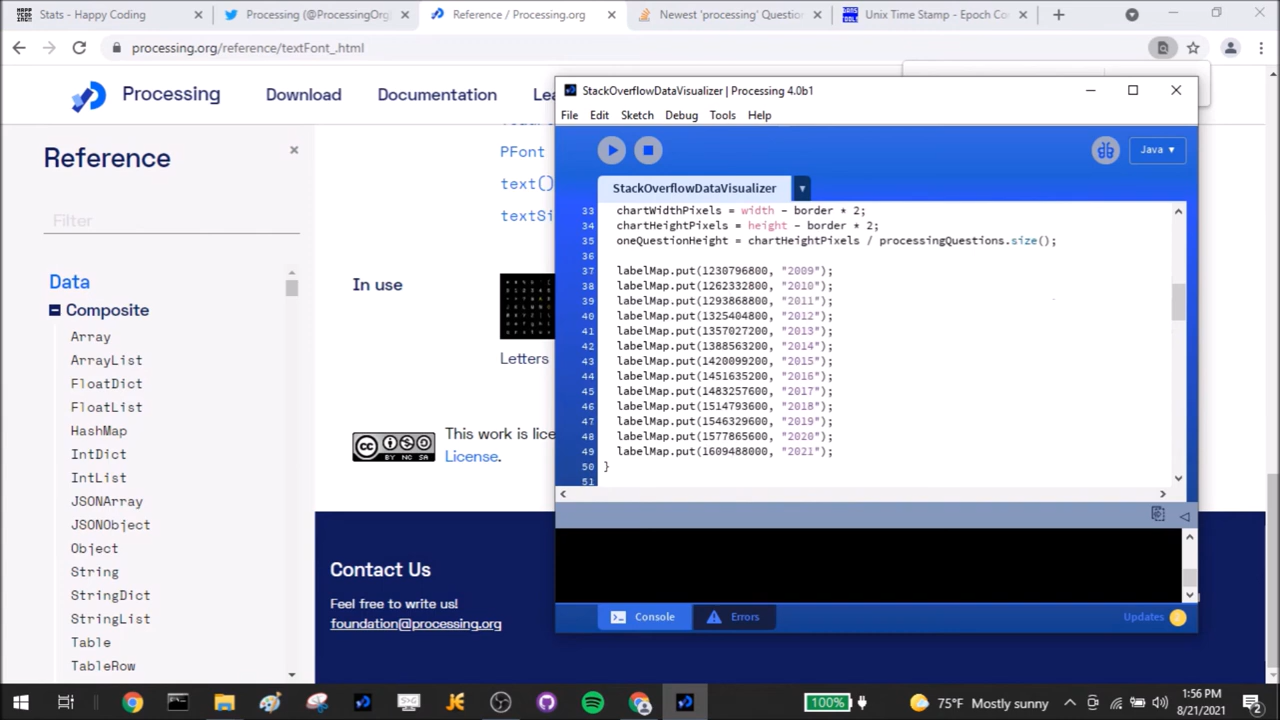 Stats - Happy Coding
Processing (@ProcessingOrg
Reference / Processing.org
Newest 'processing' Questio
Unix Time Stamp - Epoch Co
processing.org/reference/textFont_.html
Processing
Download
Documentation
Lea
Reference
Filter
Data
Composite
Array
ArrayList
FloatDict
FloatList
HashMap
IntDict
IntList
JSONArray
JSONObject
Object
String
StringDict
StringList
Table
TableRow
PFont
text()
textSi
In use
Letters
BY NC SA
This work is lice
License.
Contact Us
Feel free to write us!
foundation@processing.org
StackOverflowDataVisualizer | Processing 4.0b1
File Edit Sketch Debug Tools Help
Java ▾
StackOverflowDataVisualizer
33 chartWidthPixels = width - border * 2;
34 chartHeightPixels = height - border * 2;
35 oneQuestionHeight = chartHeightPixels / processingQuestions.size();
36
37 labelMap.put(1230796800, "2009");
38 labelMap.put(1262332800, "2010");
39 labelMap.put(1293868800, "2011");
40 labelMap.put(1325404800, "2012");
41 labelMap.put(1357027200, "2013");
42 labelMap.put(1388563200, "2014");
43 labelMap.put(1420099200, "2015");
44 labelMap.put(1451635200, "2016");
45 labelMap.put(1483257600, "2017");
46 labelMap.put(1514793600, "2018");
47 labelMap.put(1546329600, "2019");
48 labelMap.put(1577865600, "2020");
49 labelMap.put(1609488000, "2021");
50 }
51
Console
Errors
Updates 2
100%
75°F Mostly sunny
1:56 PM
8/21/2021
2